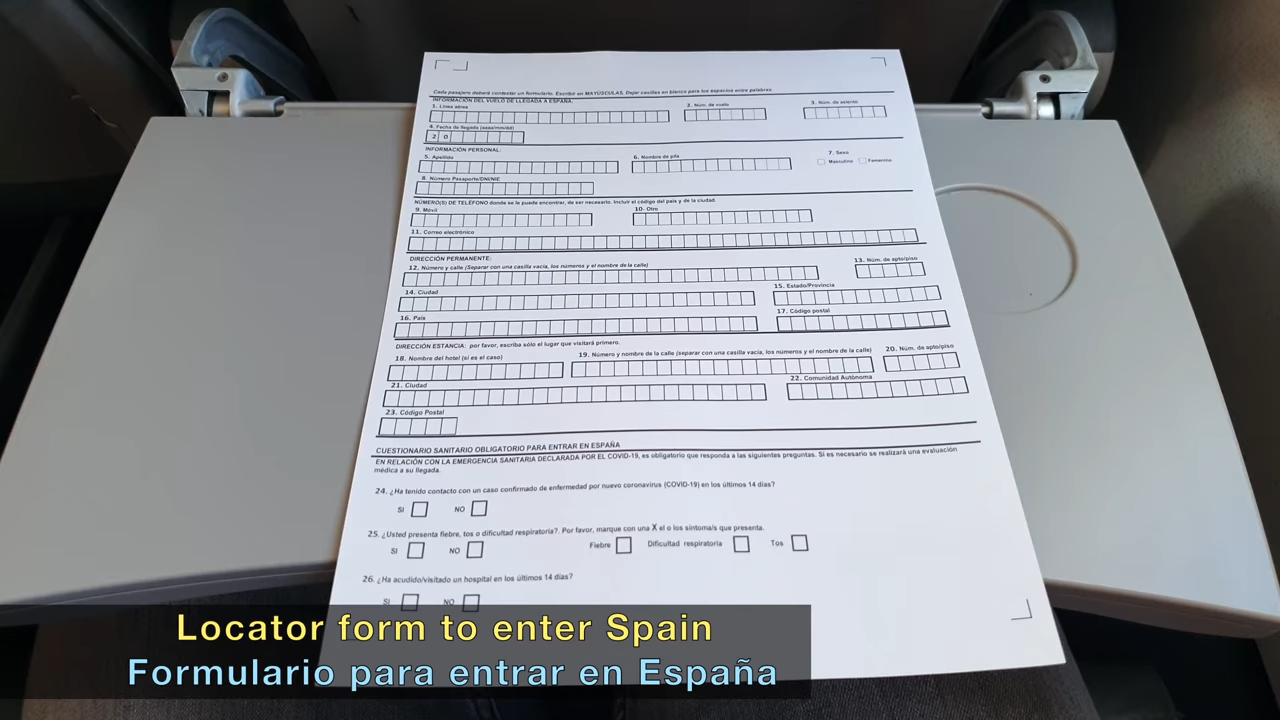 Cada pasajero deberá contestar un formulario. Escribir en MAYÚSCULAS. Dejar casillas en blanco para los espacios entre palabras.
INFORMACIÓN DEL VUELO DE LLEGADA A ESPAÑA:
1. Línea aérea 2. Núm. de vuelo 3. Núm. de asiento
4. Fecha de llegada (aaaa/mm/dd)
2 0
INFORMACIÓN PERSONAL:
5. Apellido 6. Nombre de pila 7. Sexo
Masculino Femenino
8. Número Pasaporte/DNI/NIE
NÚMERO(S) DE TELÉFONO donde se le puede encontrar, de ser necesario. Incluir el código del país y de la ciudad.
9. Móvil 10- Otro
11. Correo electrónico
DIRECCIÓN PERMANENTE:
12. Número y calle (Separar con una casilla vacía, los números y el nombre de la calle) 13. Núm. de apto/piso
14. Ciudad 15. Estado/Provincia
16. País 17. Código postal
DIRECCIÓN ESTANCIA: por favor, escriba sólo el lugar que visitará primero.
18. Nombre del hotel (si es el caso) 19. Número y nombre de la calle (separar con una casilla vacía, los números y el nombre de la calle) 20. Núm. de apto/piso
21. Ciudad 22. Comunidad Autónoma
23. Código Postal
CUESTIONARIO SANITARIO OBLIGATORIO PARA ENTRAR EN ESPAÑA
EN RELACIÓN CON LA EMERGENCIA SANITARIA DECLARADA POR EL COVID-19, es obligatorio que responda a las siguientes preguntas. Si es necesario se realizará una evaluación
médica a su llegada.
24. ¿Ha tenido contacto con un caso confirmado de enfermedad por nuevo coronavirus (COVID-19) en los últimos 14 días?
SI NO
25. ¿Usted presenta fiebre, tos o dificultad respiratoria?. Por favor, marque con una X el o los síntoma/s que presenta.
SI NO Fiebre Dificultad respiratoria Tos
26. ¿Ha acudido/visitado un hospital en los últimos 14 días?
SI NO
Locator form to enter Spain
Formulario para entrar en España